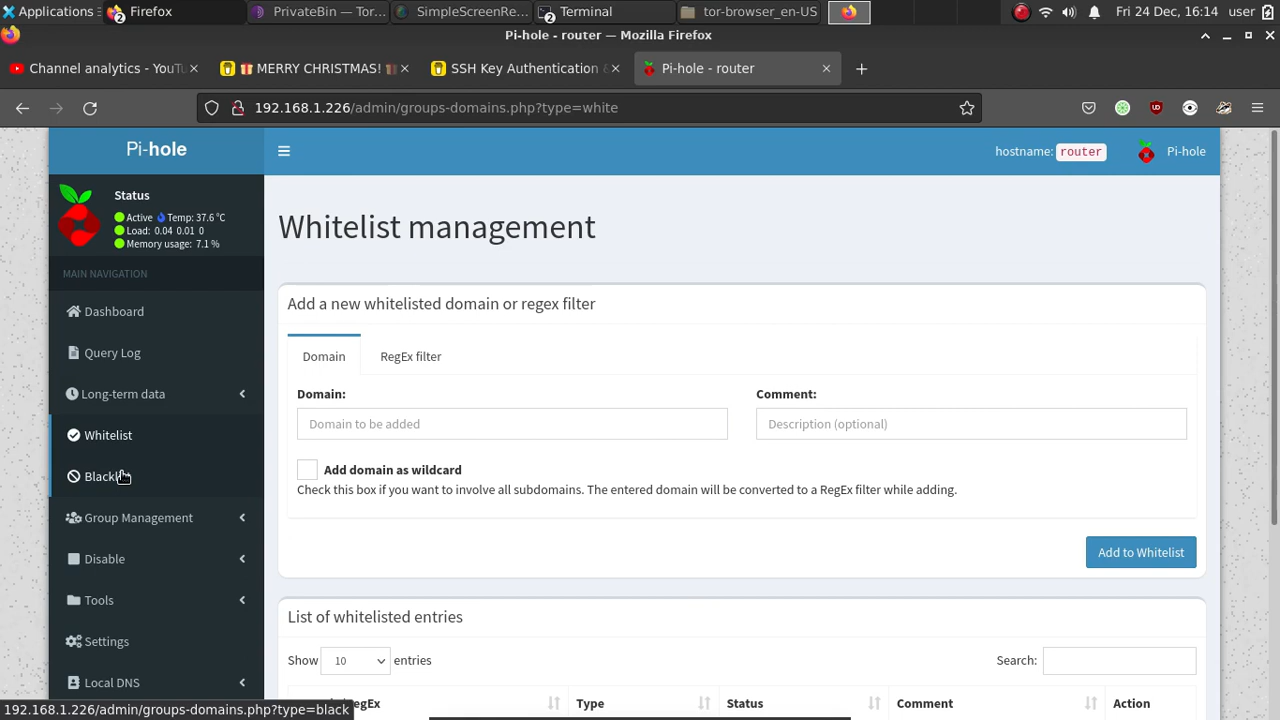 Applications
Firefox
2
PrivateBin — Tor...
SimpleScreenRe...
Terminal
2
tor-browser_en-US
Fri 24 Dec, 16:14 user
Pi-hole - router — Mozilla Firefox
Channel analytics - YouTu
MERRY CHRISTMAS!
SSH Key Authentication &
Pi-hole - router
192.168.1.226/admin/groups-domains.php?type=white
Pi-hole
hostname: router
Pi-hole
Status
Active Temp: 37.6 °C
Load: 0.04 0.01 0
Memory usage: 7.1 %
MAIN NAVIGATION
Dashboard
Query Log
Long-term data
Whitelist
Group Management
Disable
Tools
Settings
Local DNS
Whitelist management
Add a new whitelisted domain or regex filter
Domain RegEx filter
Domain: Comment:
Domain to be added Description (optional)
Add domain as wildcard
Check this box if you want to involve all subdomains. The entered domain will be converted to a RegEx filter while adding.
Add to Whitelist
List of whitelisted entries
Show 10 entries Search:
Type Status Comment Action
192.168.1.226/admin/groups-domains.php?type=black